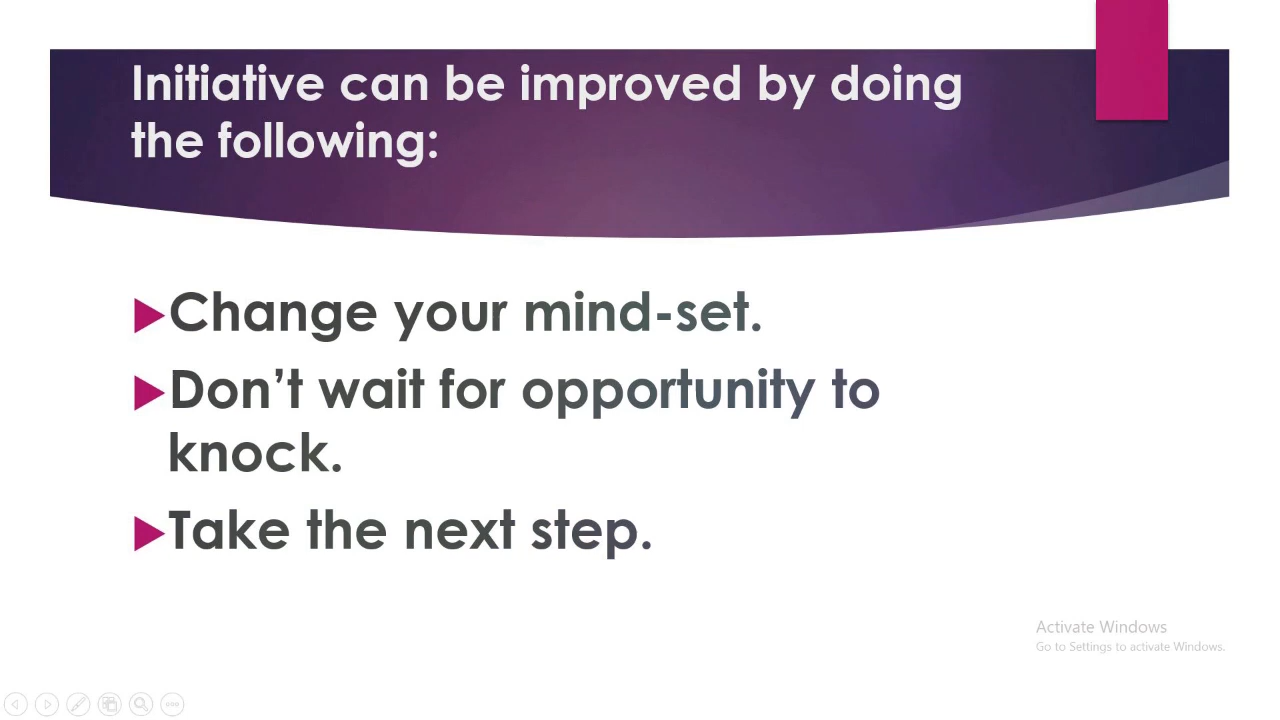 Initiative can be improved by doing
the following:
Change your mind-set.
Don’t wait for opportunity to
knock.
Take the next step.
Activate Windows
Go to Settings to activate Windows.